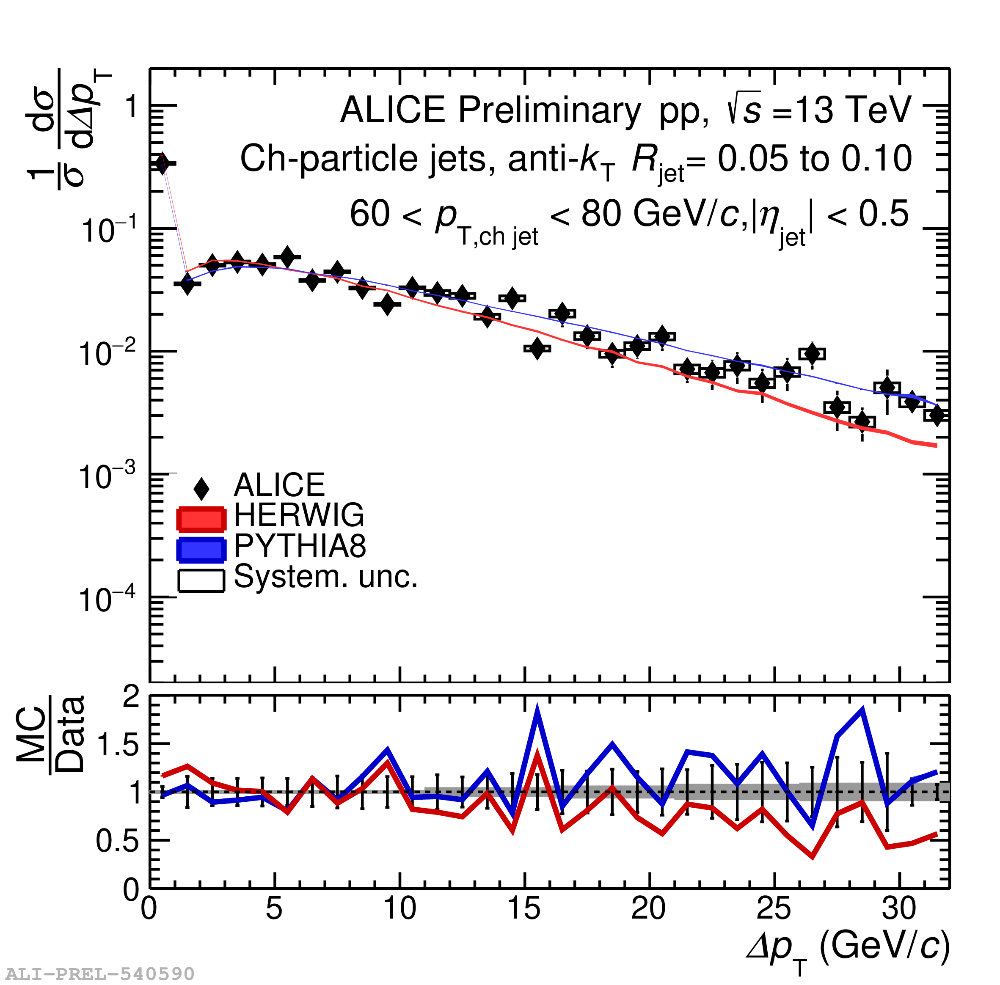 1/σ dσ/dΔpT
ALICE Preliminary pp, √s =13 TeV
Ch-particle jets, anti-kT Rjet= 0.05 to 0.10
60 < pT,ch jet < 80 GeV/c,|ηjet| < 0.5
1
10−1
10−2
10−3
10−4
ALICE
HERWIG
PYTHIA8
System. unc.
MC/Data
2
1.5
1
0.5
0
0 5 10 15 20 25 30
ΔpT (GeV/c)
ALI-PREL-540590